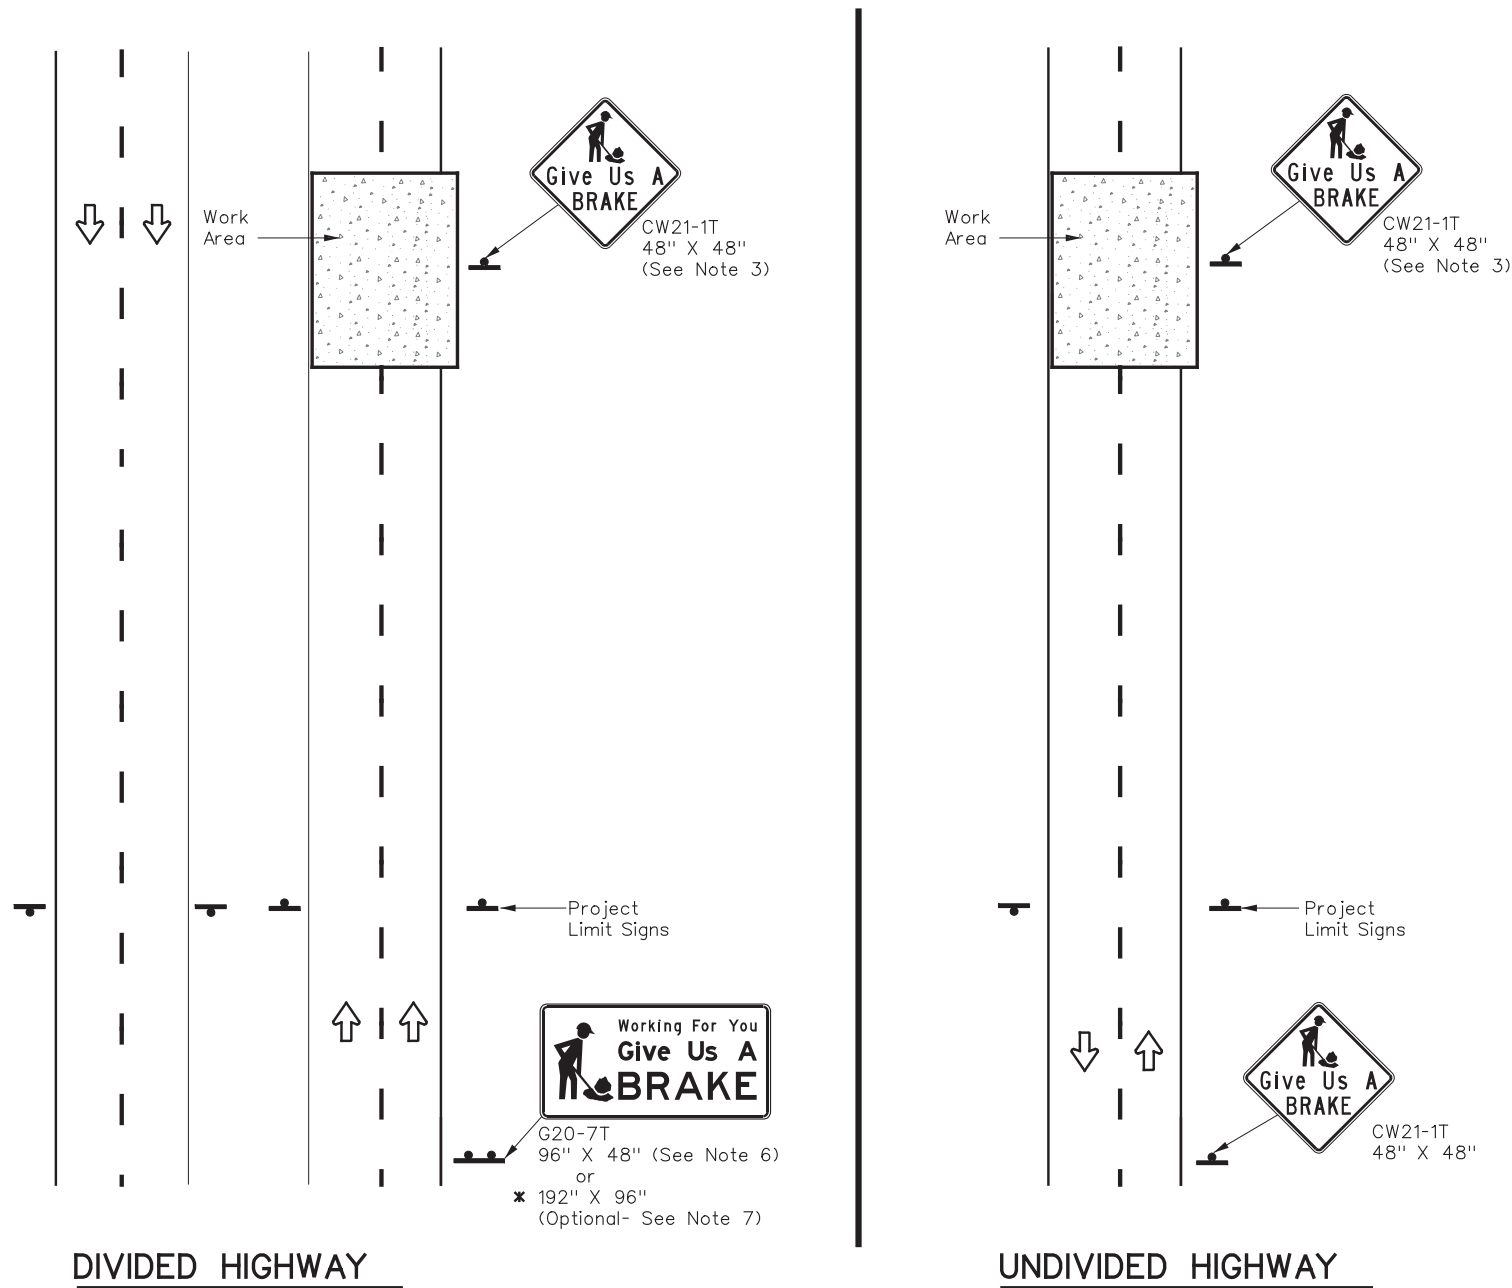 Give Us A
BRAKE
CW21-1T
48" X 48"
(See Note 3)
Work
Area
Project
Limit Signs
Working For You
Give Us A
BRAKE
G20-7T
96" X 48" (See Note 6)
or
* 192" X 96"
(Optional- See Note 7)
DIVIDED HIGHWAY
Give Us A
BRAKE
CW21-1T
48" X 48"
(See Note 3)
Work
Area
Project
Limit Signs
Give Us A
BRAKE
CW21-1T
48" X 48"
UNDIVIDED HIGHWAY